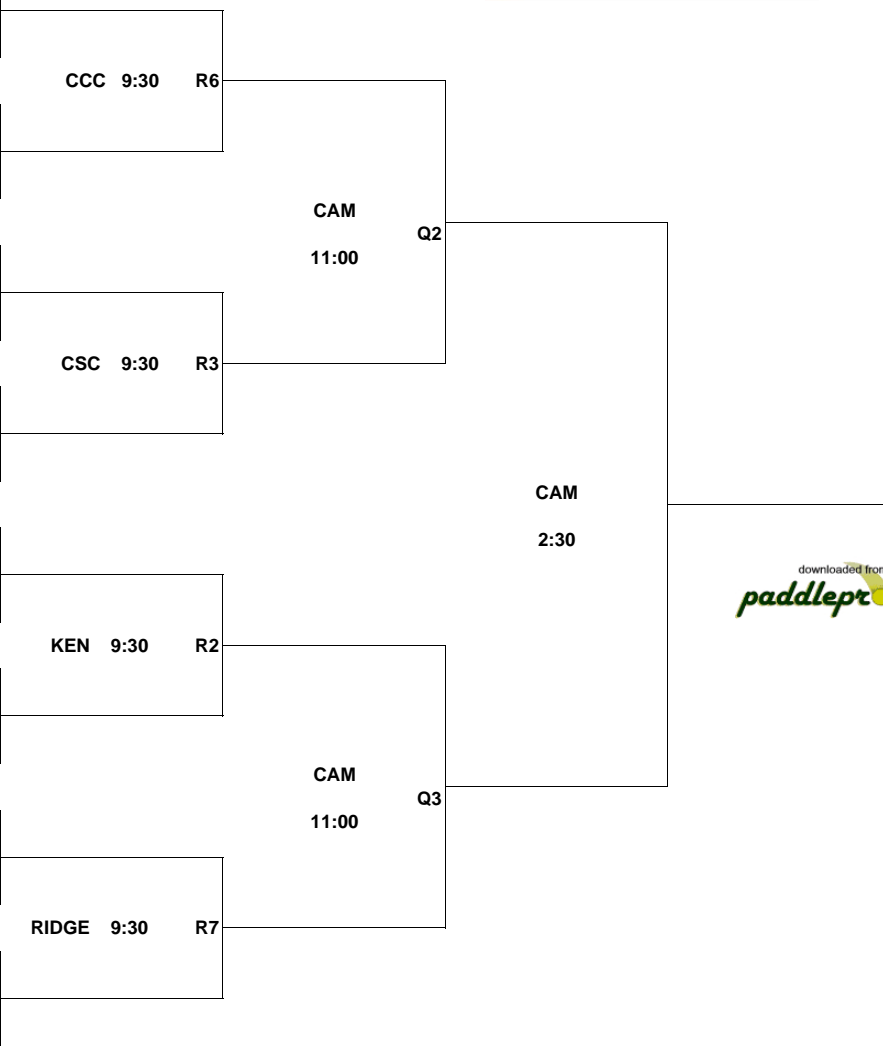 CCC 9:30 R6
CAM
Q2
11:00
CSC 9:30 R3
CAM
2:30
downloaded from
paddlepr
KEN 9:30 R2
CAM
Q3
11:00
RIDGE 9:30 R7